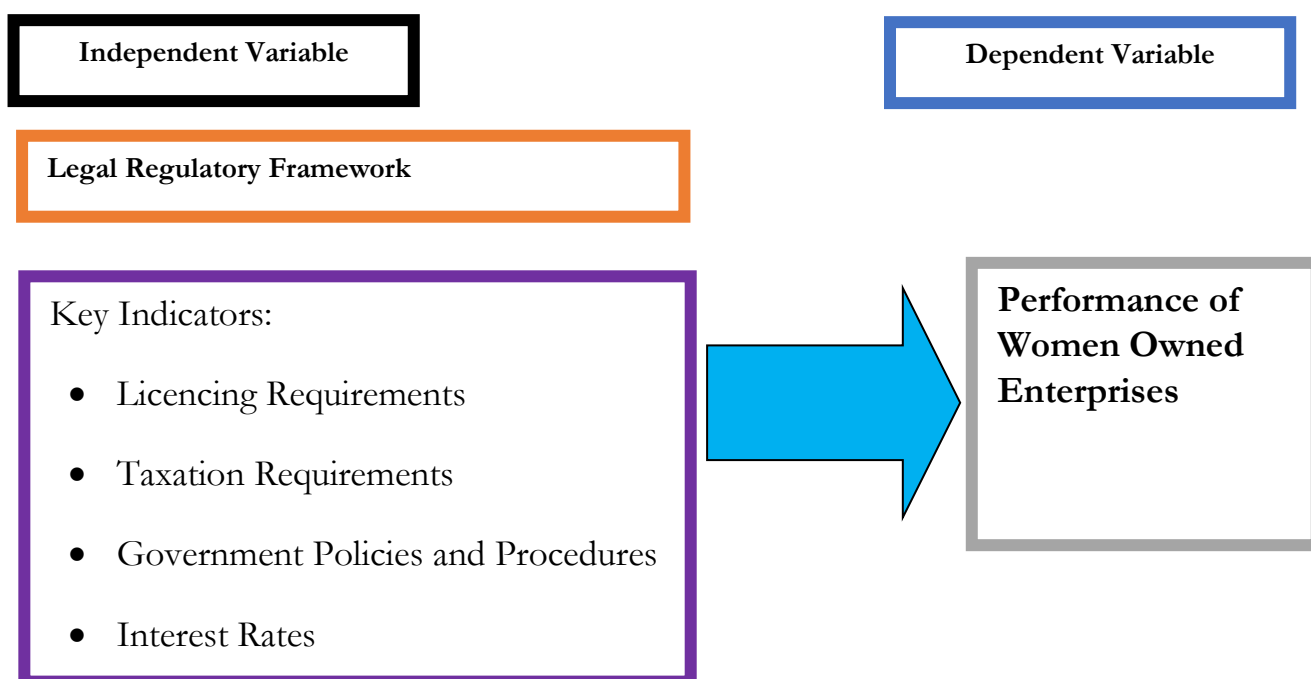 Independent Variable
Dependent Variable
Legal Regulatory Framework
Key Indicators:
• Licencing Requirements
• Taxation Requirements
• Government Policies and Procedures
• Interest Rates
Performance of
Women Owned
Enterprises